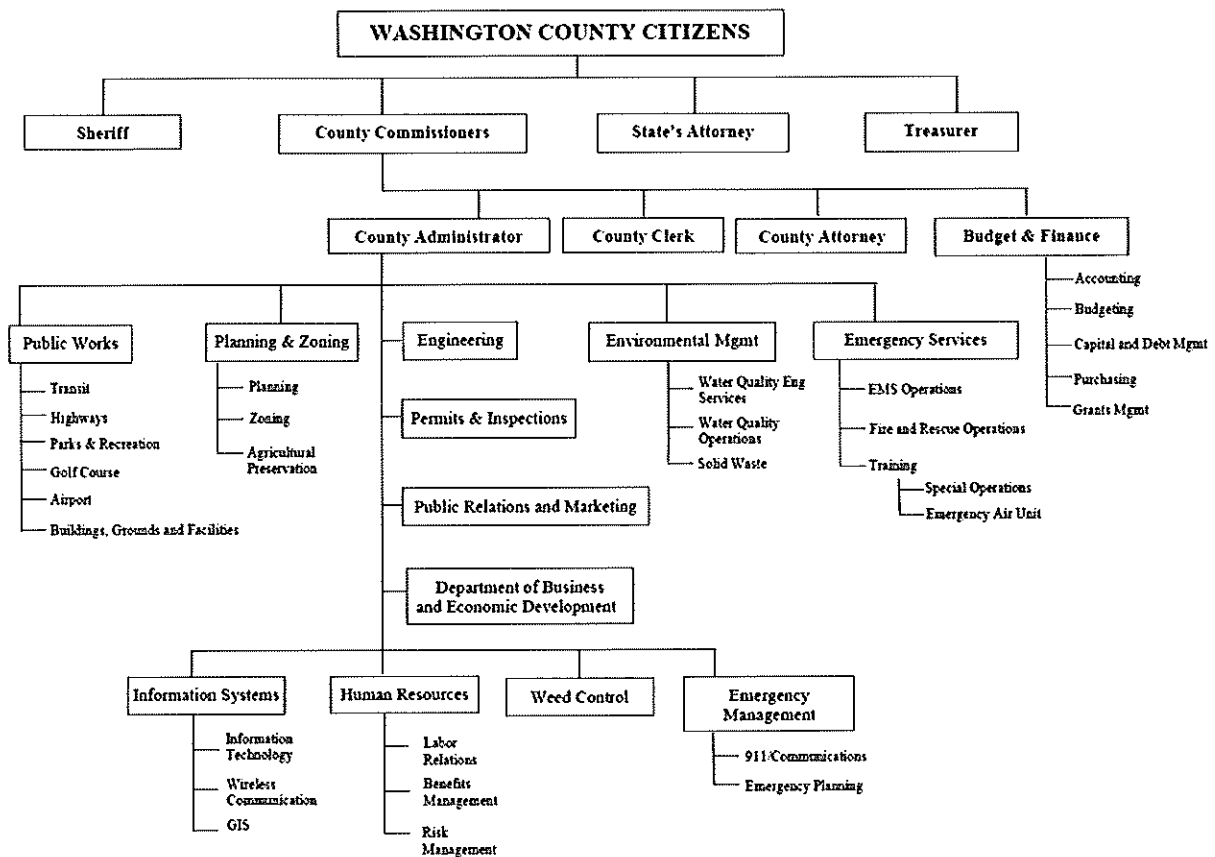 WASHINGTON COUNTY CITIZENS
Sheriff
County Commissioners
State's Attorney
Treasurer
County Administrator
County Clerk
County Attorney
Budget & Finance
Accounting
Budgeting
Capital and Debt Mgmt
Purchasing
Grants Mgmt
Public Works
Transit
Highways
Parks & Recreation
Golf Course
Airport
Buildings, Grounds and Facilities
Planning & Zoning
Planning
Zoning
Agricultural
Preservation
Engineering
Permits & Inspections
Public Relations and Marketing
Department of Business
and Economic Development
Environmental Mgmt
Water Quality Eng
Services
Water Quality
Operations
Solid Waste
Emergency Services
EMS Operations
Fire and Rescue Operations
Training
Special Operations
Emergency Air Unit
Information Systems
Information
Technology
Wireless
Communication
GIS
Human Resources
Labor
Relations
Benefits
Management
Risk
Management
Weed Control
Emergency
Management
911/Communications
Emergency Planning